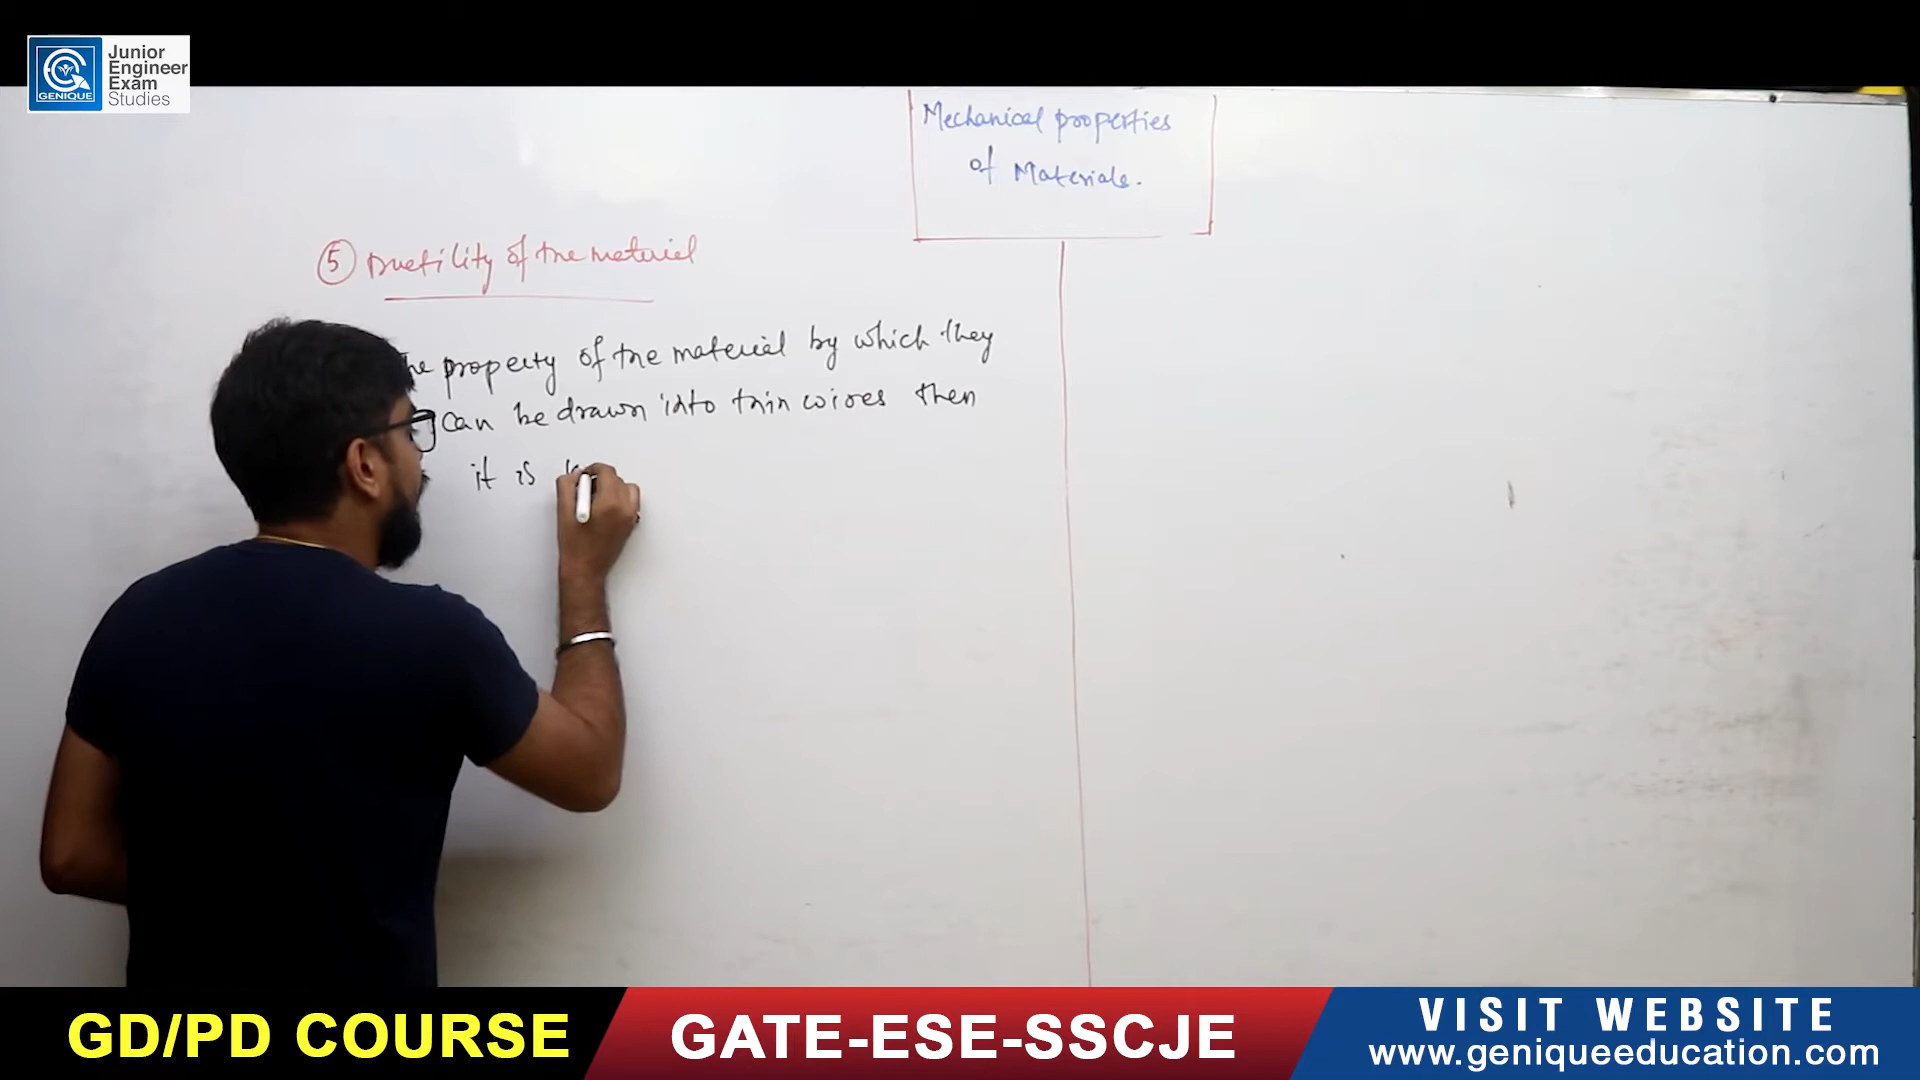 Junior
Engineer
Exam
Studies
GENIQUE
Mechanical properties
of Materials.
5 Ductility of the material
he property of the material by which they
can be drawn into thin wires then
it is
GD/PD COURSE
GATE-ESE-SSCJE
VISIT WEBSITE
www.geniqueeducation.com